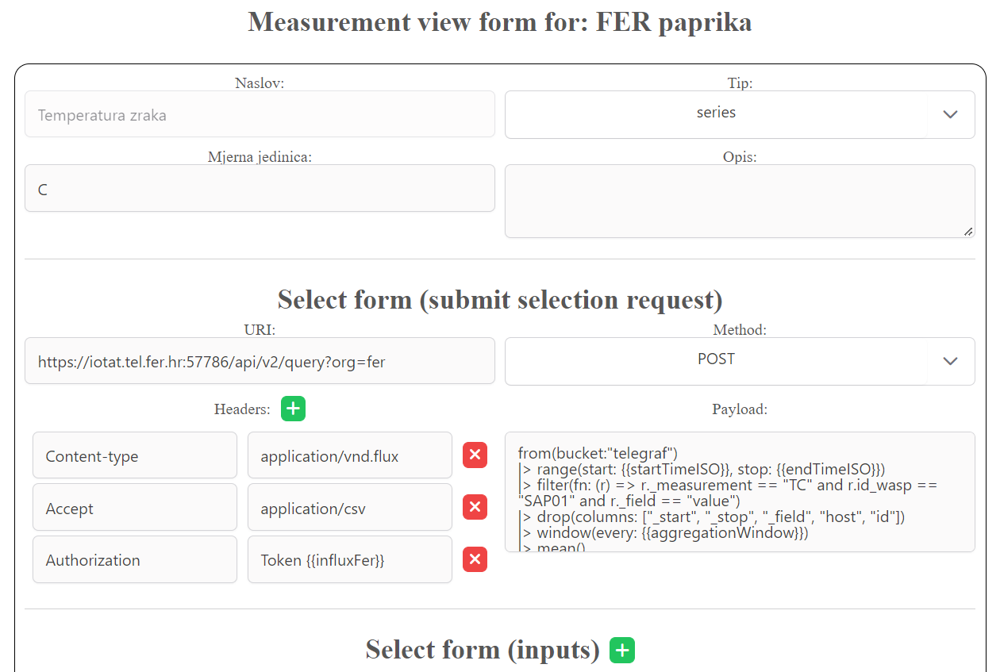 Measurement view form for: FER paprika
Naslov:
Tip:
Temperatura zraka
series
Mjerna jedinica:
Opis:
C
Select form (submit selection request)
URI:
Method:
https://iotat.tel.fer.hr:57786/api/v2/query?org=fer
POST
Headers:
Payload:
Content-type
application/vnd.flux
Accept
application/csv
Authorization
Token {{influxFer}}
from(bucket:"telegraf")
|> range(start: {{startTimeISO}}, stop: {{endTimeISO}})
|> filter(fn: (r) => r._measurement == "TC" and r.id_wasp ==
"SAP01" and r._field == "value")
|> drop(columns: ["_start", "_stop", "_field", "host", "id"])
|> window(every: {{aggregationWindow}})
|> mean()
Select form (inputs)